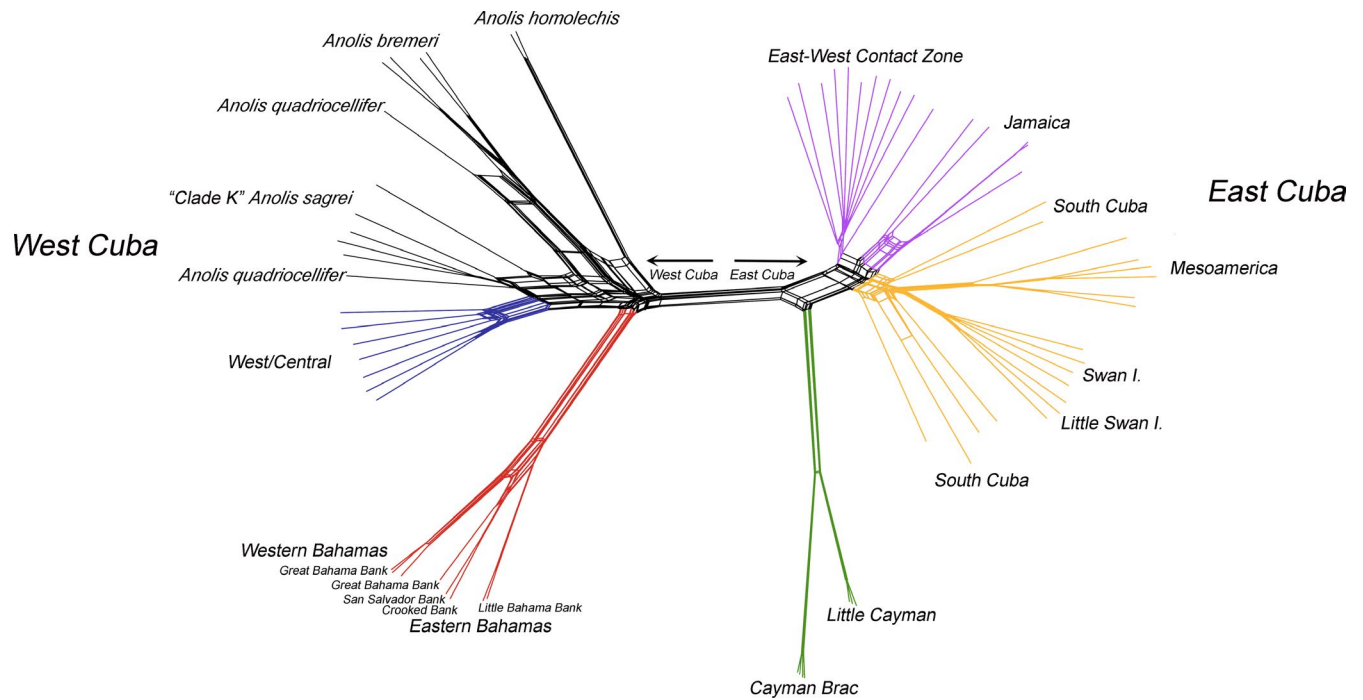 Anolis homolechis
Anolis bremeri
East-West Contact Zone
Anolis quadriocellifer
Jamaica
"Clade K" Anolis sagrei
East Cuba
South Cuba
West Cuba
Anolis quadriocellifer
West Cuba East Cuba
Mesoamerica
West/Central
Swan I.
Little Swan I.
South Cuba
Western Bahamas
Great Bahama Bank
Great Bahama Bank
San Salvador Bank
Crooked Bank
Little Bahama Bank
Eastern Bahamas
Little Cayman
Cayman Brac